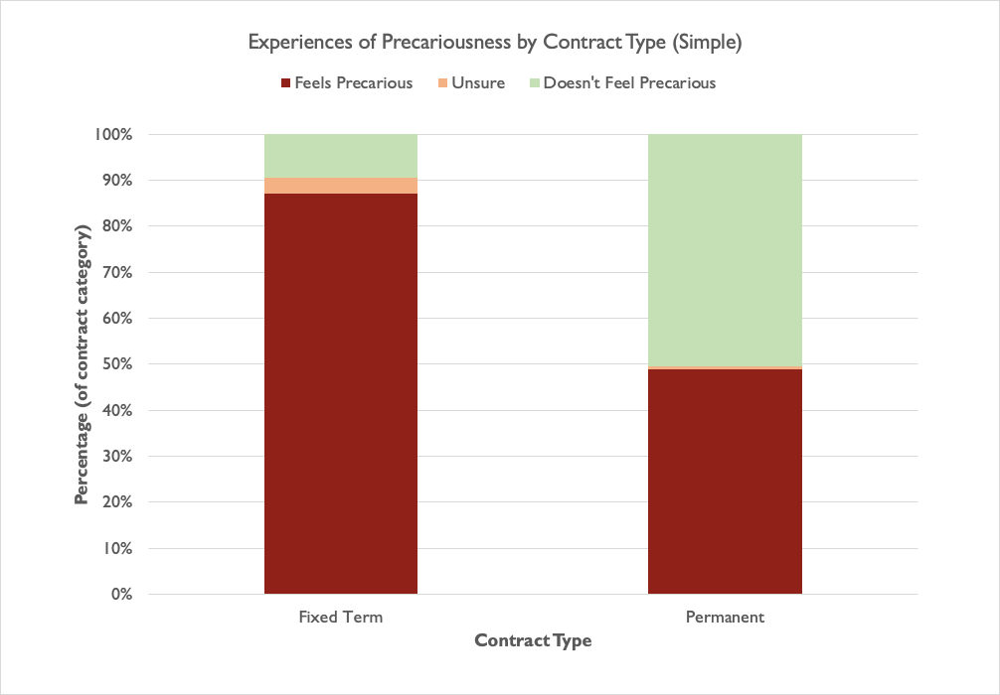 Experiences of Precariousness by Contract Type (Simple)
Feels Precarious Unsure Doesn't Feel Precarious
Percentage (of contract category)
100%
90%
80%
70%
60%
50%
40%
30%
20%
10%
0%
Fixed Term Permanent
Contract Type